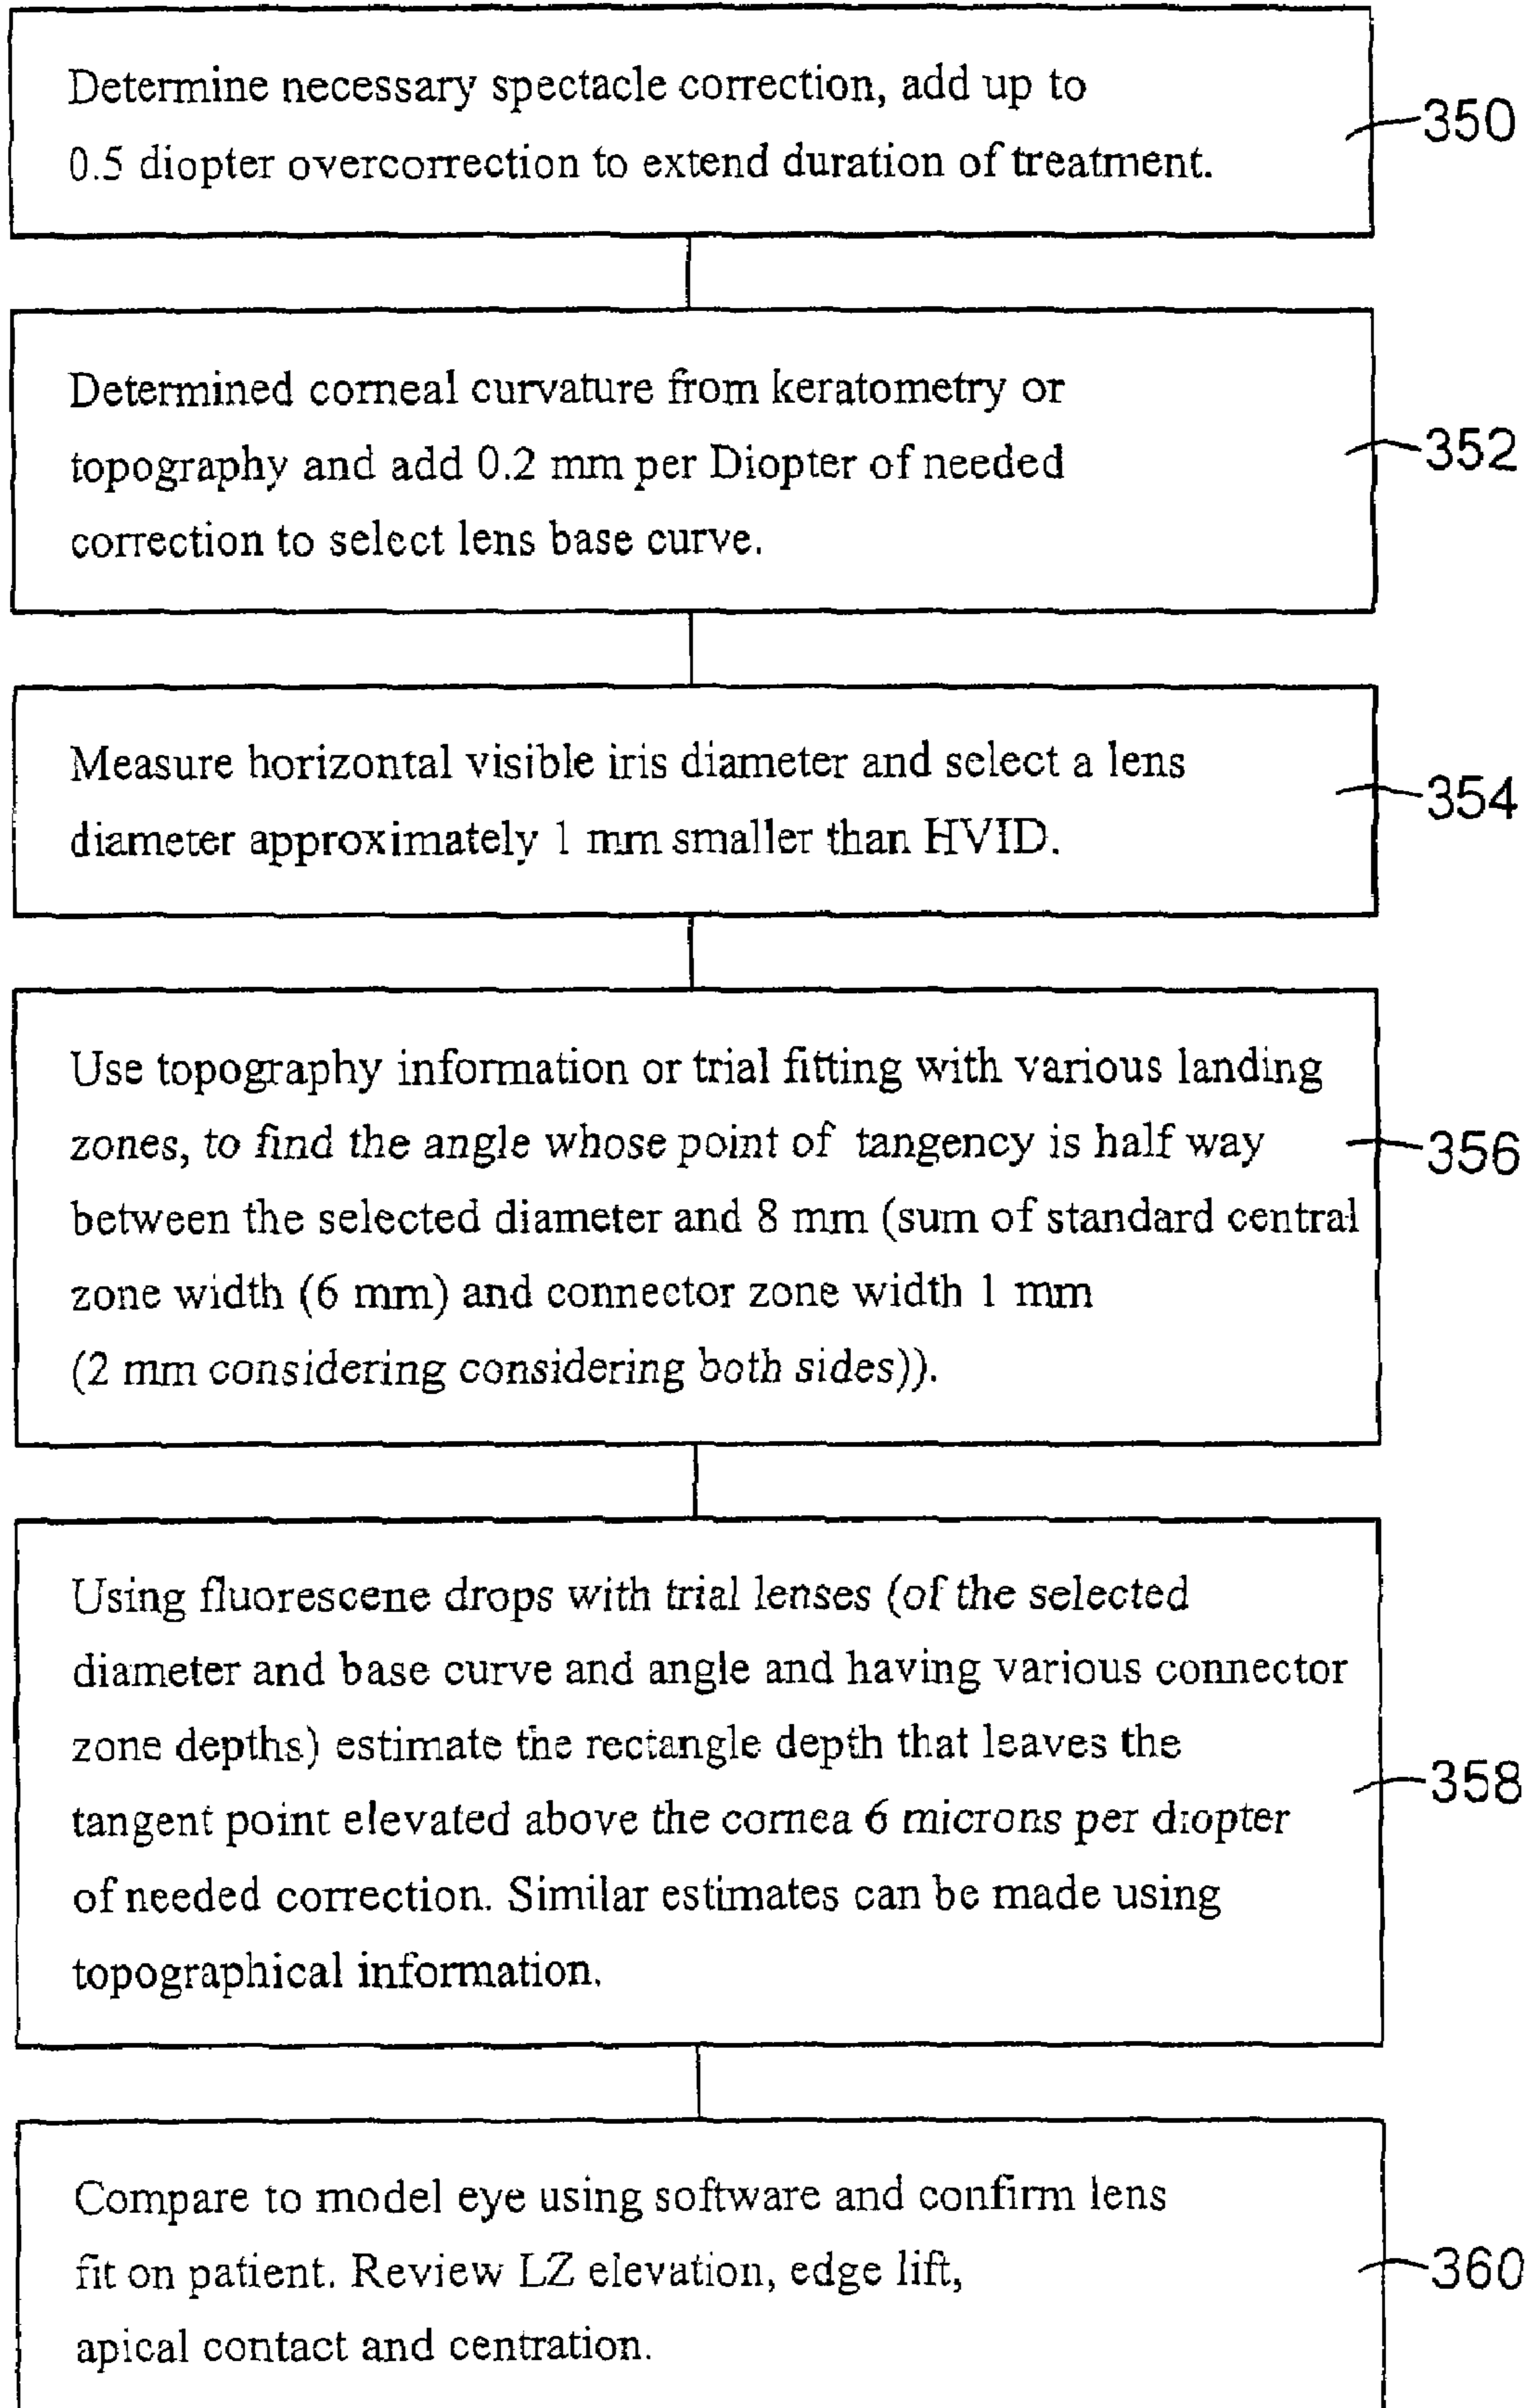 Determine necessary spectacle correction, add up to
0.5 diopter overcorrection to extend duration of treatment.
350
Determined corneal curvature from keratometry or
topography and add 0.2 mm per Diopter of needed
correction to select lens base curve.
352
Measure horizontal visible iris diameter and select a lens
diameter approximately 1 mm smaller than HVID.
354
Use topography information or trial fitting with various landing
zones, to find the angle whose point of tangency is half way
between the selected diameter and 8 mm (sum of standard central
zone width (6 mm) and connector zone width 1 mm
(2 mm considering considering both sides)).
356
Using fluorescene drops with trial lenses (of the selected
diameter and base curve and angle and having various connector
zone depths) estimate the rectangle depth that leaves the
tangent point elevated above the cornea 6 microns per diopter
of needed correction. Similar estimates can be made using
topographical information.
358
Compare to model eye using software and confirm lens
fit on patient. Review LZ elevation, edge lift,
apical contact and centration.
360